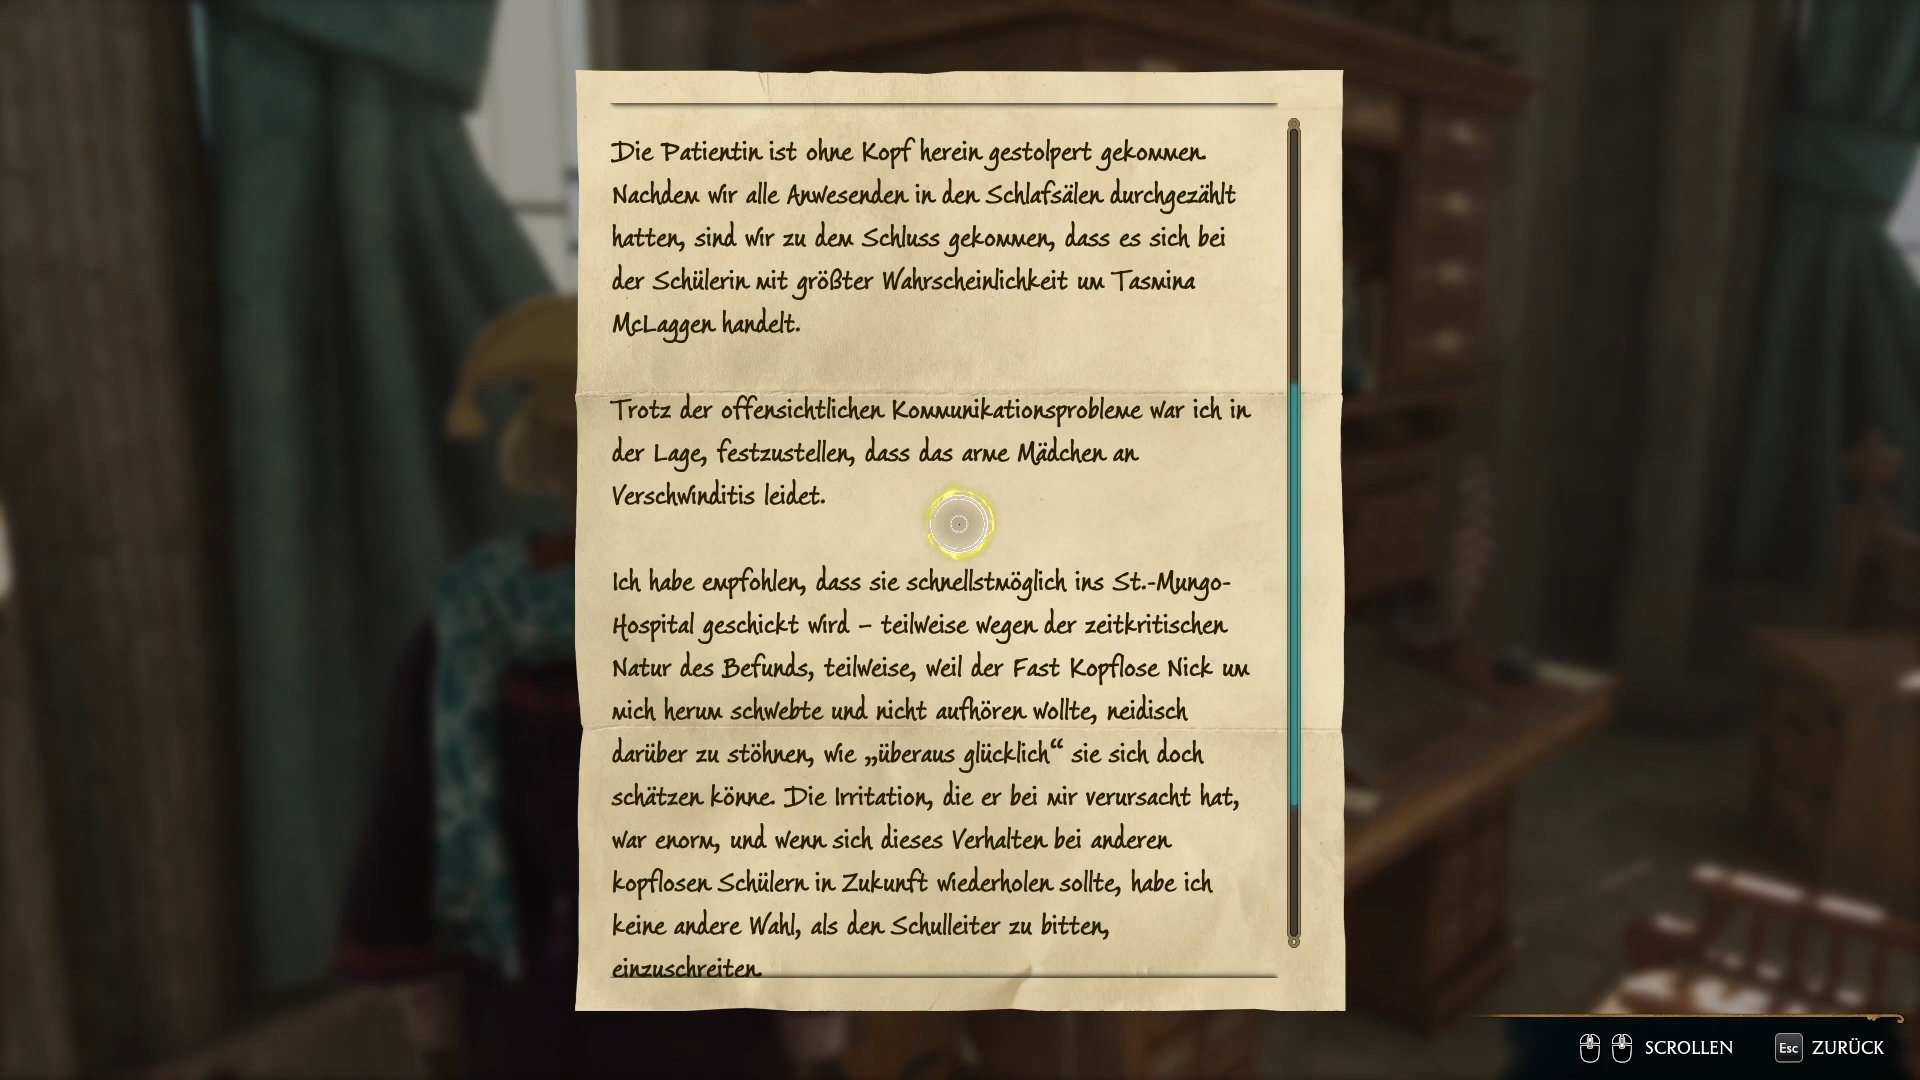 Die Patientin ist ohne Kopf herein gestolpert gekommen.
Nachdem wir alle Anwesenden in den Schlafsälen durchgezählt
hatten, sind wir zu dem Schluss gekommen, dass es sich bei
der Schülerin mit größter Wahrscheinlichkeit um Tasmina
McLaggen handelt.
Trotz der offensichtlichen Kommunikationsprobleme war ich in
der Lage, festzustellen, dass das arme Mädchen an
Verschwinditis leidet.
Ich habe empfohlen, dass sie schnellstmöglich ins St.-Mungo-
Hospital geschickt wird – teilweise wegen der zeitkritischen
Natur des Befunds, teilweise, weil der Fast Kopflose Nick um
mich herum schwebte und nicht aufhören wollte, neidisch
darüber zu stöhnen, wie „überaus glücklich“ sie sich doch
schätzen könne. Die Irritation, die er bei mir verursacht hat,
war enorm, und wenn sich dieses Verhalten bei anderen
kopflosen Schülern in Zukunft wiederholen sollte, habe ich
keine andere Wahl, als den Schulleiter zu bitten,
einzuschreiten.
SCROLLEN
Esc ZURÜCK